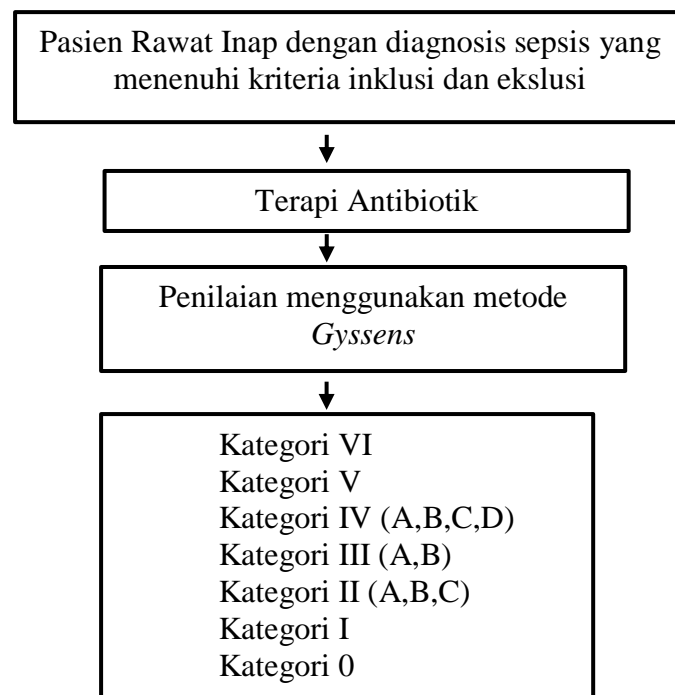 Pasien Rawat Inap dengan diagnosis sepsis yang
menenuhi kriteria inklusi dan ekslusi
Terapi Antibiotik
Penilaian menggunakan metode
Gyssens
Kategori VI
Kategori V
Kategori IV (A,B,C,D)
Kategori III (A,B)
Kategori II (A,B,C)
Kategori I
Kategori 0